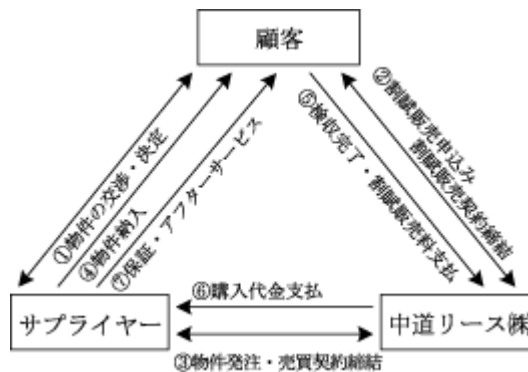 顧客
①物件の交渉・決定
④物件納入
⑦保証・アフターサービス
②割賦販売申込み
割賦販売契約締結
⑤検収完了・割賦販売料支払
サプライヤー
⑥購入代金支払
③物件発注・売買契約締結
中道リース㈱